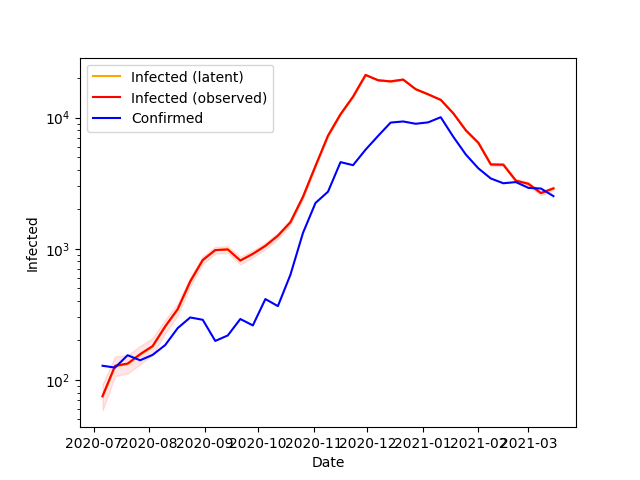 Infected (latent)
Infected (observed)
Confirmed
10^4
10^3
10^2
Infected
2020-07 2020-08 2020-09 2020-10 2020-11 2020-12 2021-01 2021-02 2021-03
Date